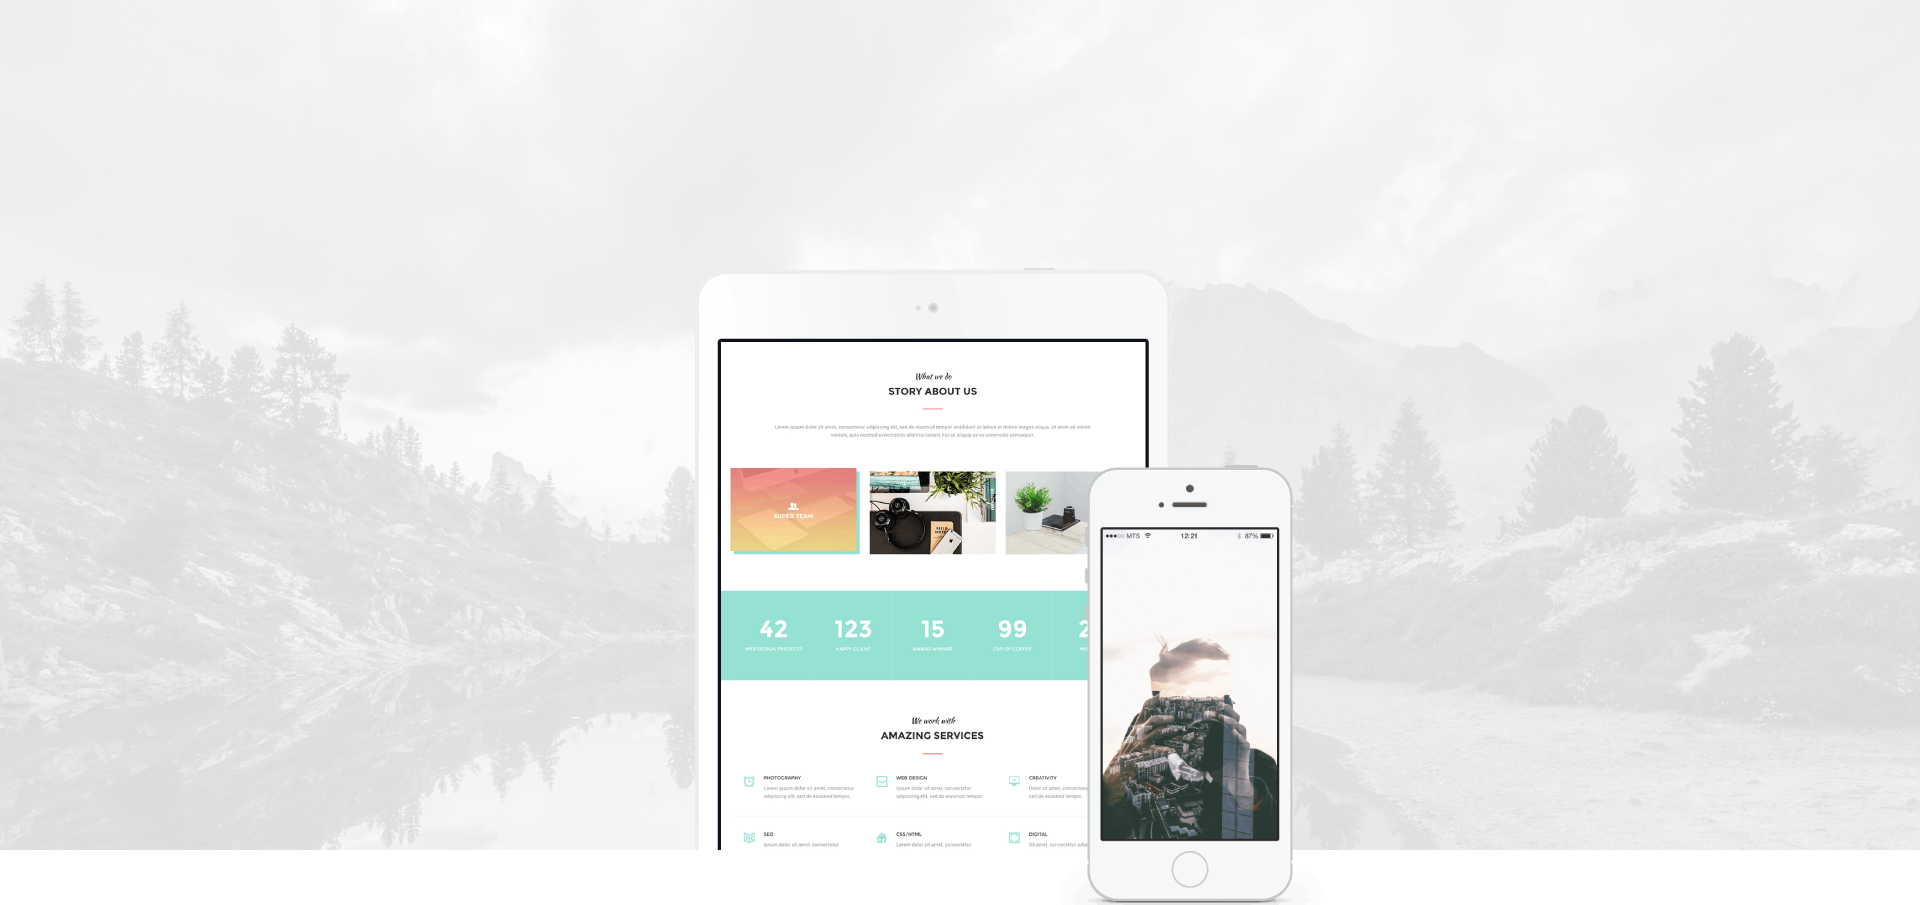 What we do
STORY ABOUT US
Lorem ipsum dolor sit amet, consectetur adipiscing elit, sed do eiusmod tempor incididunt ut labore et dolore magna aliqua. Ut enim ad minim
veniam, quis nostrud exercitation ullamco laboris nisi ut aliquip ex ea commodo consequat.
SUPER TEAM
MTS 12:21 87%
42 123 15 99 2
WEB DESIGN PROJECTS HAPPY CLIENT AWARD WINNER CUP OF COFFEE
We work with
AMAZING SERVICES
PHOTOGRAPHY WEB DESIGN CREATIVITY
Lorem ipsum dolor sit amet, consectetur Ipsum dolor sit amet, consectetur Dolor sit amet,
adipiscing elit, sed do eiusmod tempor. adipiscing elit, sed do eiusmod tempor. sed do eiusmod tempor.
SEO CSS/HTML DIGITAL
Ipsum dolor sit amet, consectetur Lorem dolor sit amet, consectetur Sit amet, consectetur